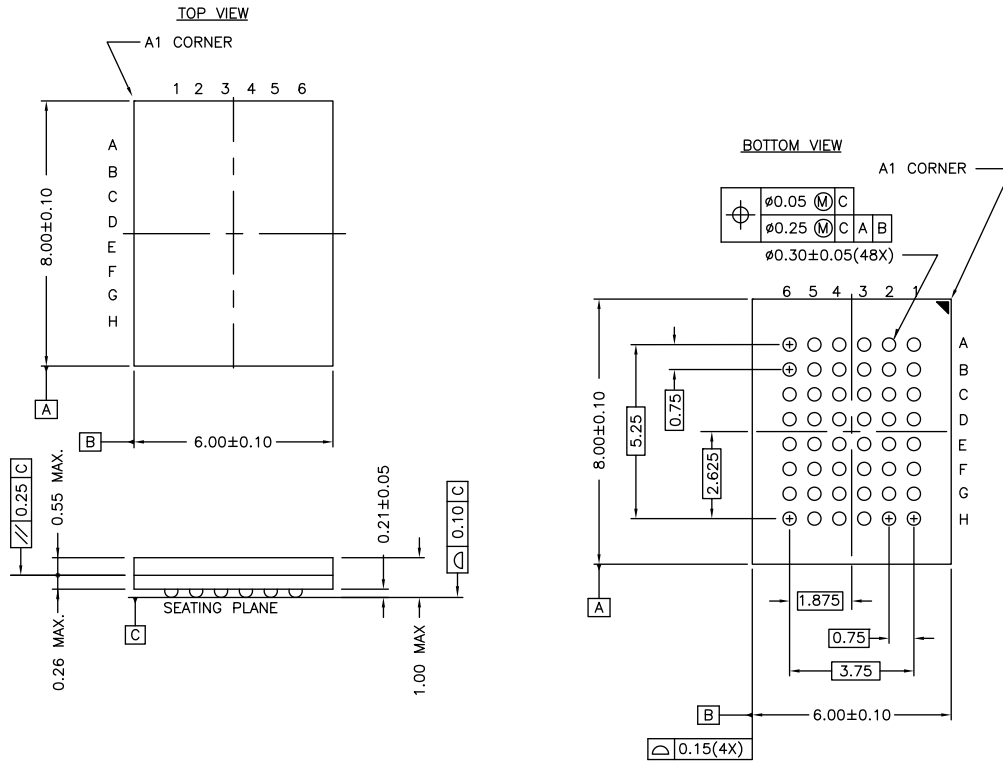 TOP VIEW
A1 CORNER
1 2 3 4 5 6
A
B
C
D
E
F
G
H
8.00±0.10
A
B
6.00±0.10
// 0.25 C
0.55 MAX.
0.21±0.05
⌓ 0.10 C
SEATING PLANE
C
0.26 MAX.
1.00 MAX
BOTTOM VIEW
A1 CORNER
⌖ ø0.05 Ⓜ C
ø0.25 Ⓜ C A B
ø0.30±0.05(48X)
6 5 4 3 2 1
A
B
C
D
E
F
G
H
8.00±0.10
5.25
0.75
2.625
A
1.875
0.75
3.75
B
6.00±0.10
⌓ 0.15(4X)